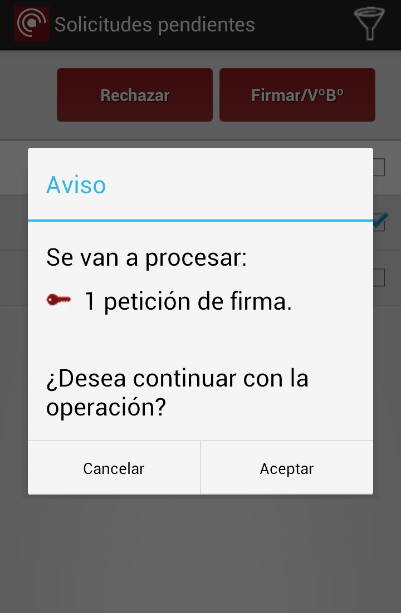 Solicitudes pendientes
Rechazar
Firmar/VºBº
Aviso
Se van a procesar:
1 petición de firma.
¿Desea continuar con la
operación?
Cancelar
Aceptar